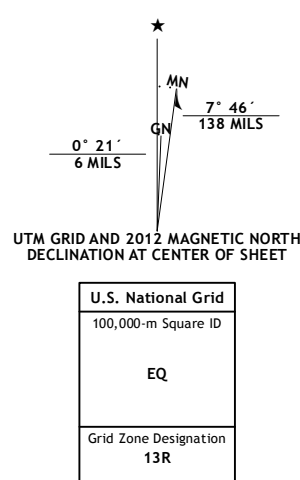 ★
MN
GN
7° 46´
138 MILS
0° 21´
6 MILS
UTM GRID AND 2012 MAGNETIC NORTH
DECLINATION AT CENTER OF SHEET
U.S. National Grid
100,000-m Square ID
EQ
Grid Zone Designation
13R